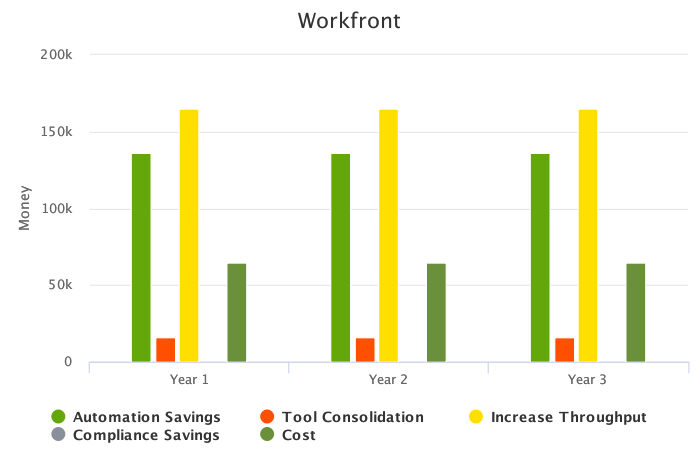 Workfront
200k
150k
100k
50k
0
Money
Year 1 Year 2 Year 3
Automation Savings Tool Consolidation Increase Throughput
Compliance Savings Cost